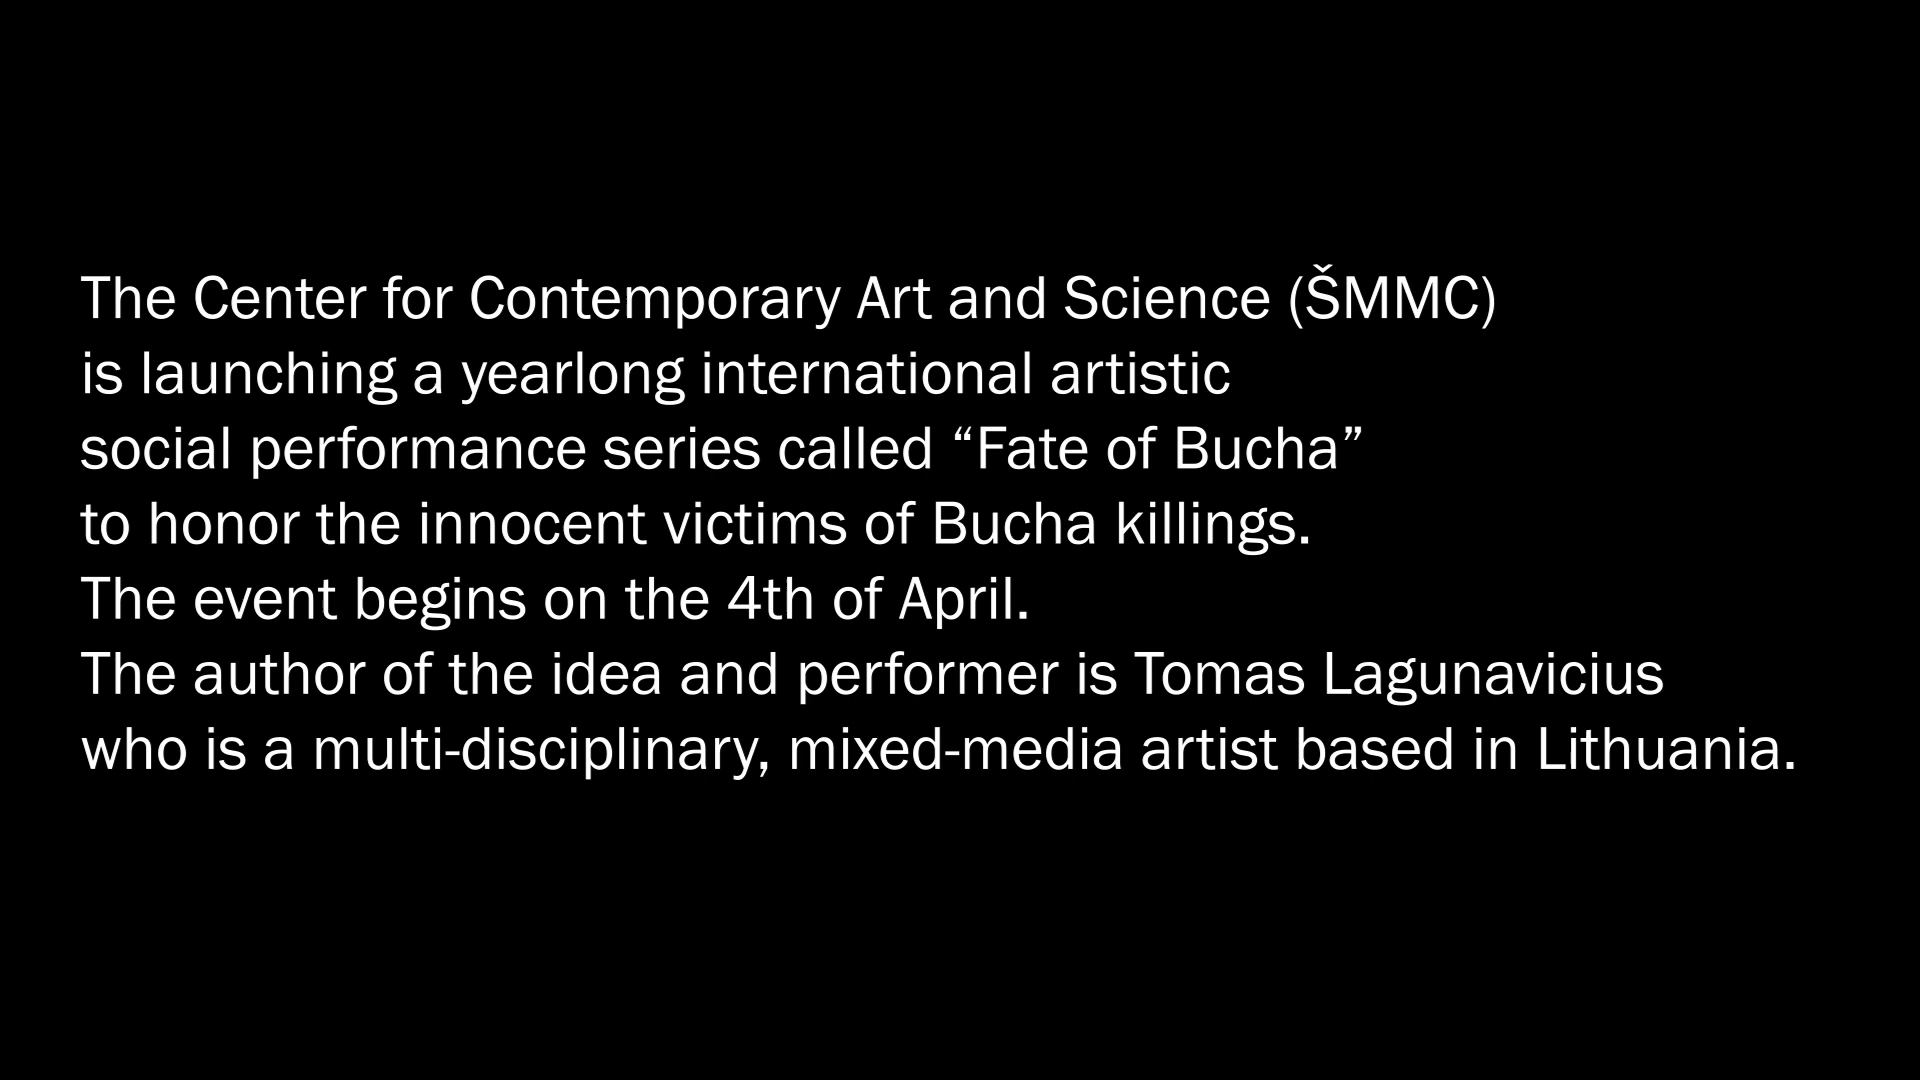 The Center for Contemporary Art and Science (ŠMMC)
is launching a yearlong international artistic
social performance series called “Fate of Bucha”
to honor the innocent victims of Bucha killings.
The event begins on the 4th of April.
The author of the idea and performer is Tomas Lagunavicius
who is a multi-disciplinary, mixed-media artist based in Lithuania.